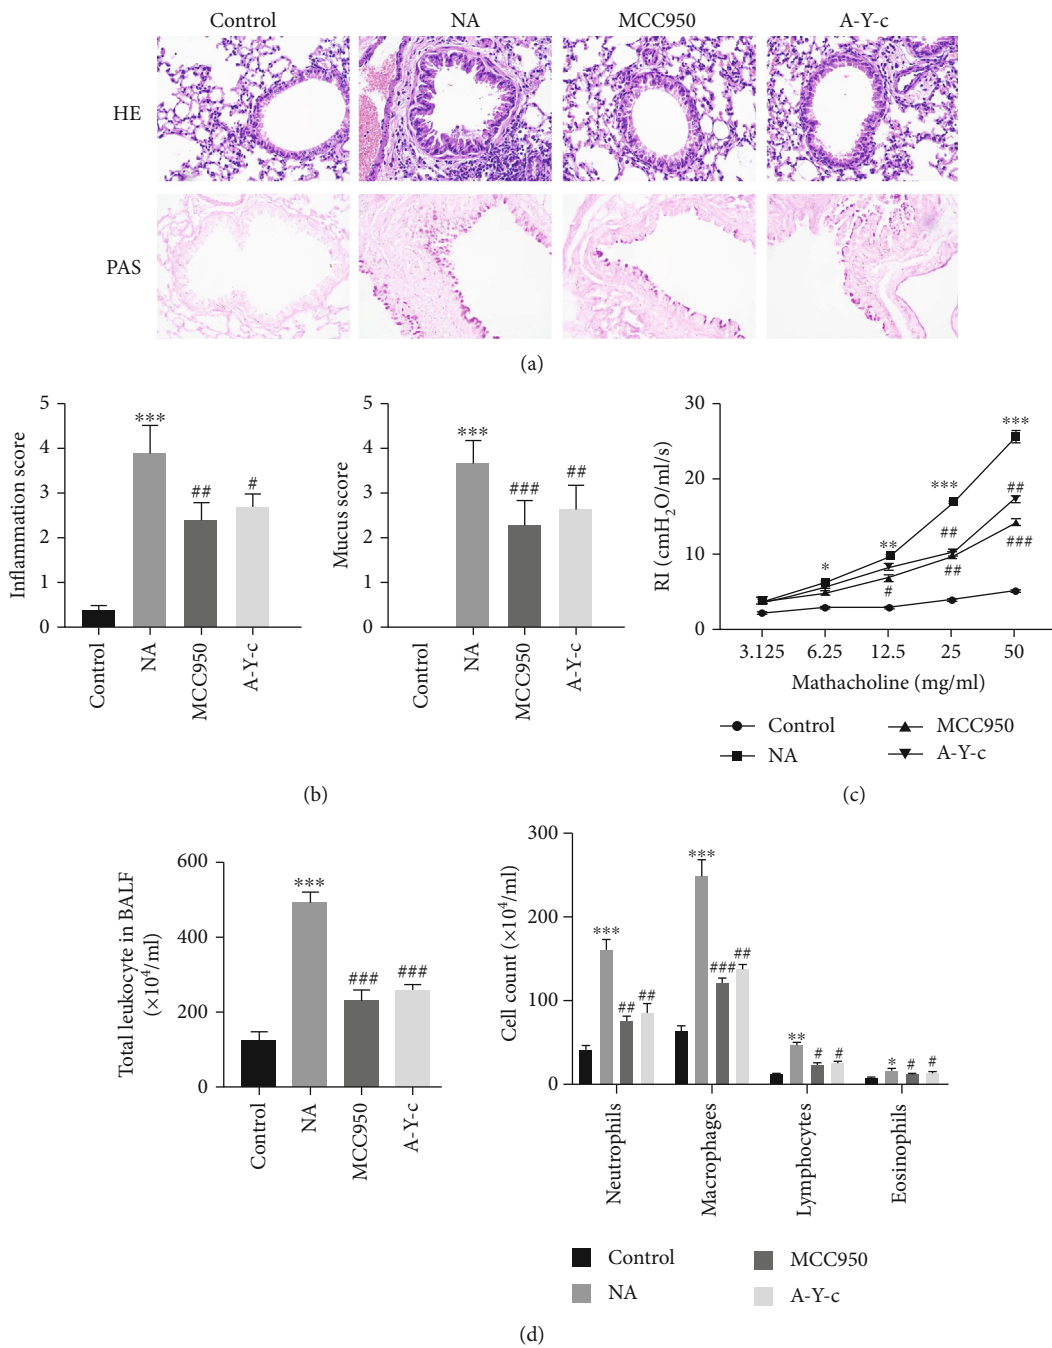 Control NA MCC950 A-Y-c
HE
PAS
(a)
Inflammation score
5
4
3
2
1
0
***
##
#
Control
NA
MCC950
A-Y-c
Mucus score
5
4
3
2
1
0
***
###
##
Control
NA
MCC950
A-Y-c
(b)
RI (cmH₂O/ml/s)
30
20
10
0
*
**
#
***
##
##
***
##
###
3.125 6.25 12.5 25 50
Mathacholine (mg/ml)
Control MCC950
NA A-Y-c
(c)
Total leukocyte in BALF
(×10⁴/ml)
600
400
200
0
***
###
###
Control
NA
MCC950
A-Y-c
Cell count (×10⁴/ml)
300
200
100
0
***
##
##
***
###
##
**
#
#
*
#
#
Neutrophils
Macrophages
Lymphocytes
Eosinophils
Control MCC950
NA A-Y-c
(d)